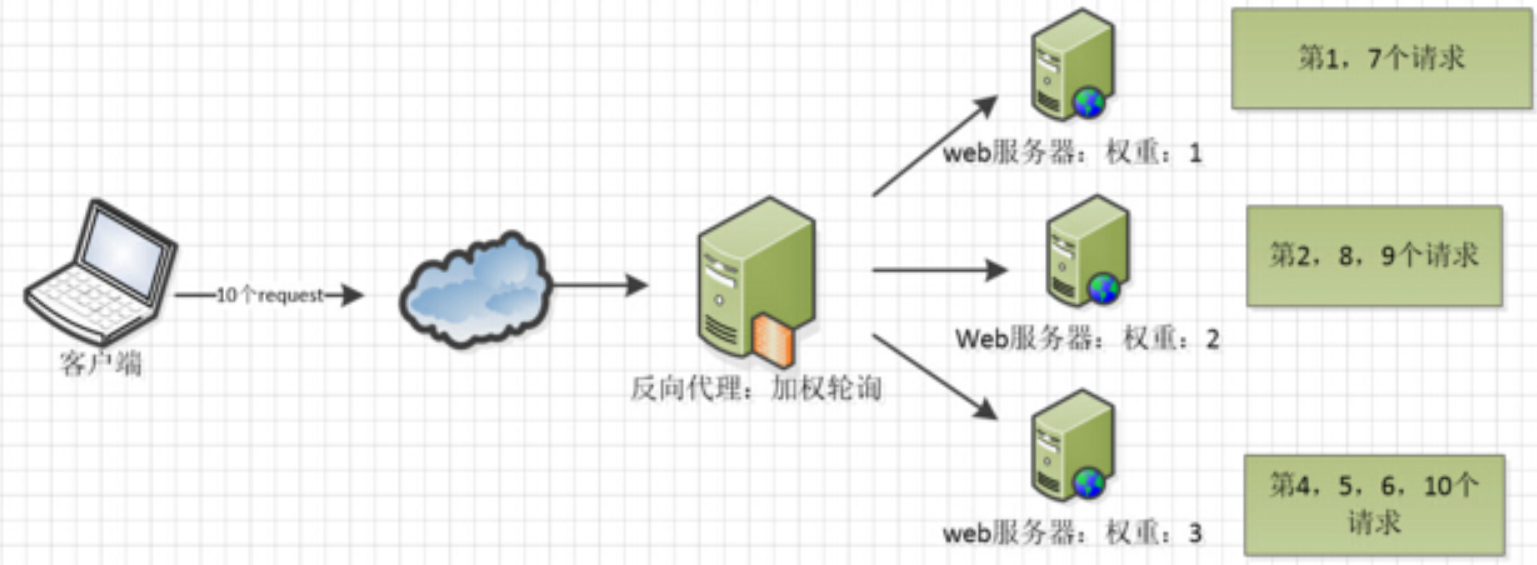 第1，7个请求
web服务器：权重：1
第2，8，9个请求
10个request
客户端
Web服务器：权重：2
反向代理：加权轮询
第4，5，6，10个
请求
web服务器：权重：3